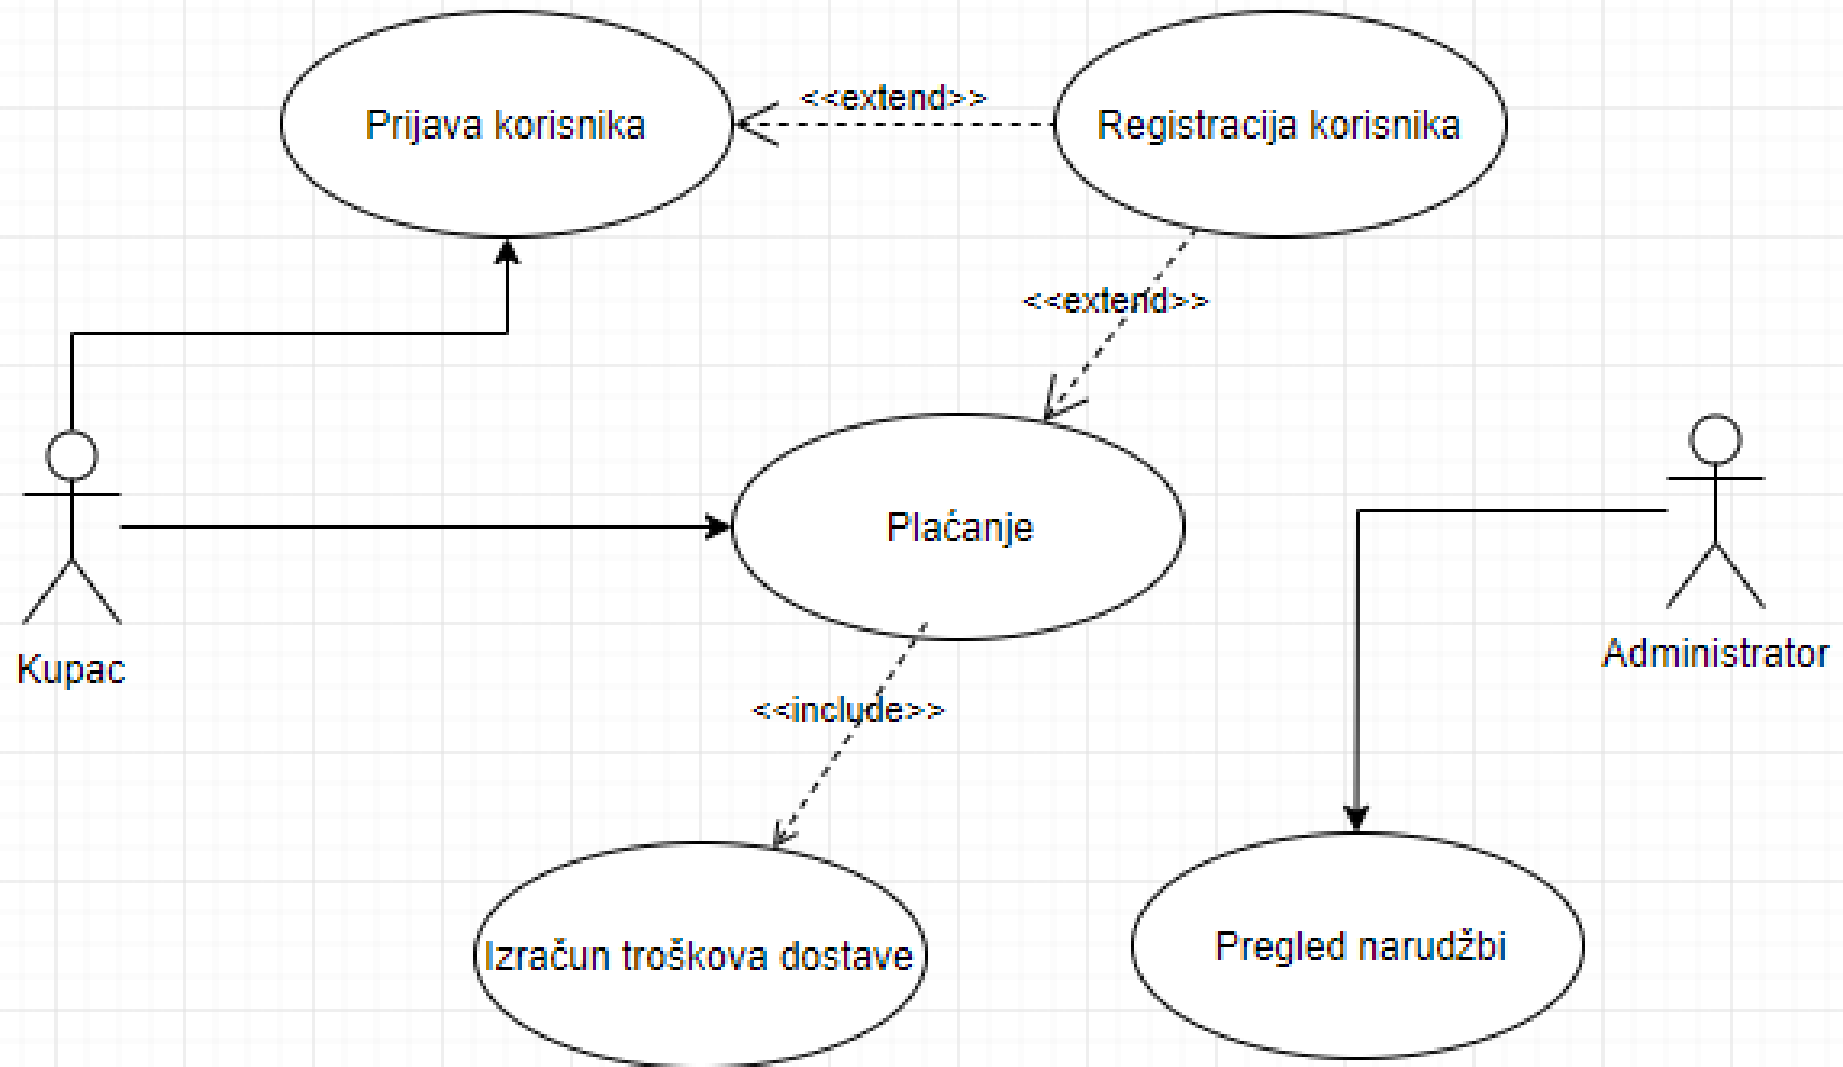 Prijava korisnika
<<extend>>
Registracija korisnika
<<extend>>
Plaćanje
Kupac
Administrator
<<include>>
Izračun troškova dostave
Pregled narudžbi